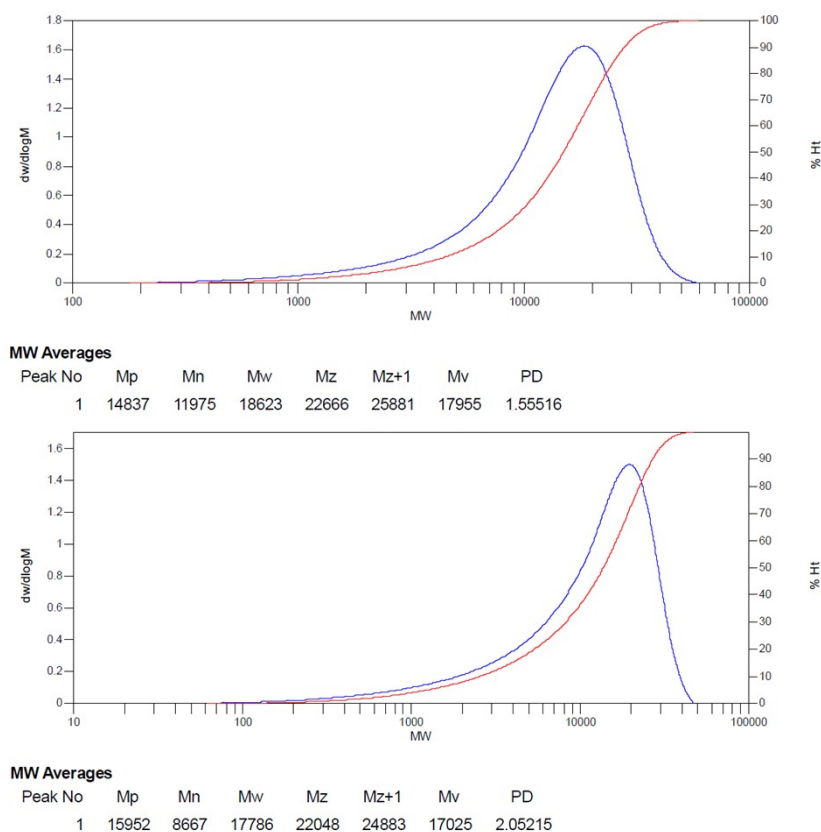 1.8
1.6
1.4
1.2
1
0.8
0.6
0.4
0.2
0
dw/dlogM
100
90
80
70
60
50
40
30
20
10
0
% Ht
100 1000 10000 100000
MW
MW Averages
Peak No Mp Mn Mw Mz Mz+1 Mv PD
1 14837 11975 18623 22666 25881 17955 1.55516
1.6
1.4
1.2
1
0.8
0.6
0.4
0.2
0
dw/dlogM
90
80
70
60
50
40
30
20
10
0
% Ht
10 100 1000 10000 100000
MW
MW Averages
Peak No Mp Mn Mw Mz Mz+1 Mv PD
1 15952 8667 17786 22048 24883 17025 2.05215